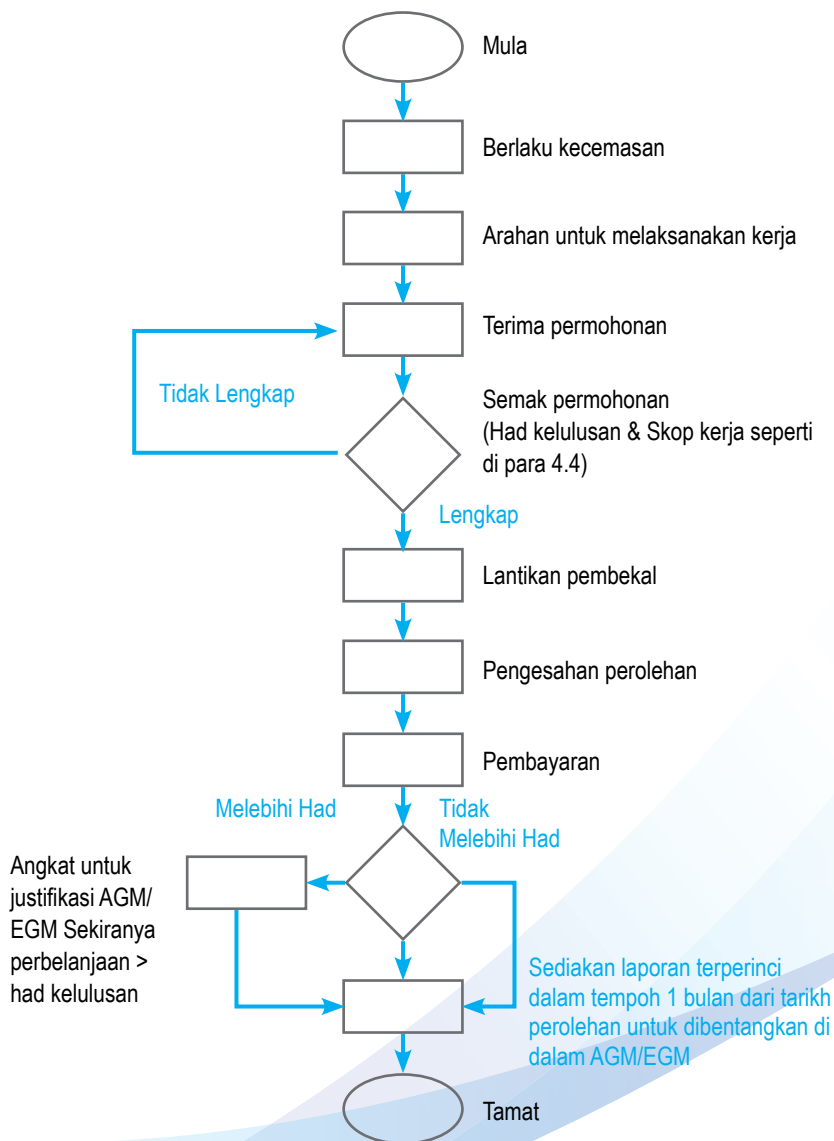 Mula
Berlaku kecemasan
Arahan untuk melaksanakan kerja
Terima permohonan
Tidak Lengkap
Semak permohonan
(Had kelulusan & Skop kerja seperti
di para 4.4)
Lengkap
Lantikan pembekal
Pengesahan perolehan
Pembayaran
Melebihi Had
Tidak
Melebihi Had
Angkat untuk
justifikasi AGM/
EGM Sekiranya
perbelanjaan >
had kelulusan
Sediakan laporan terperinci
dalam tempoh 1 bulan dari tarikh
perolehan untuk dibentangkan di
dalam AGM/EGM
Tamat